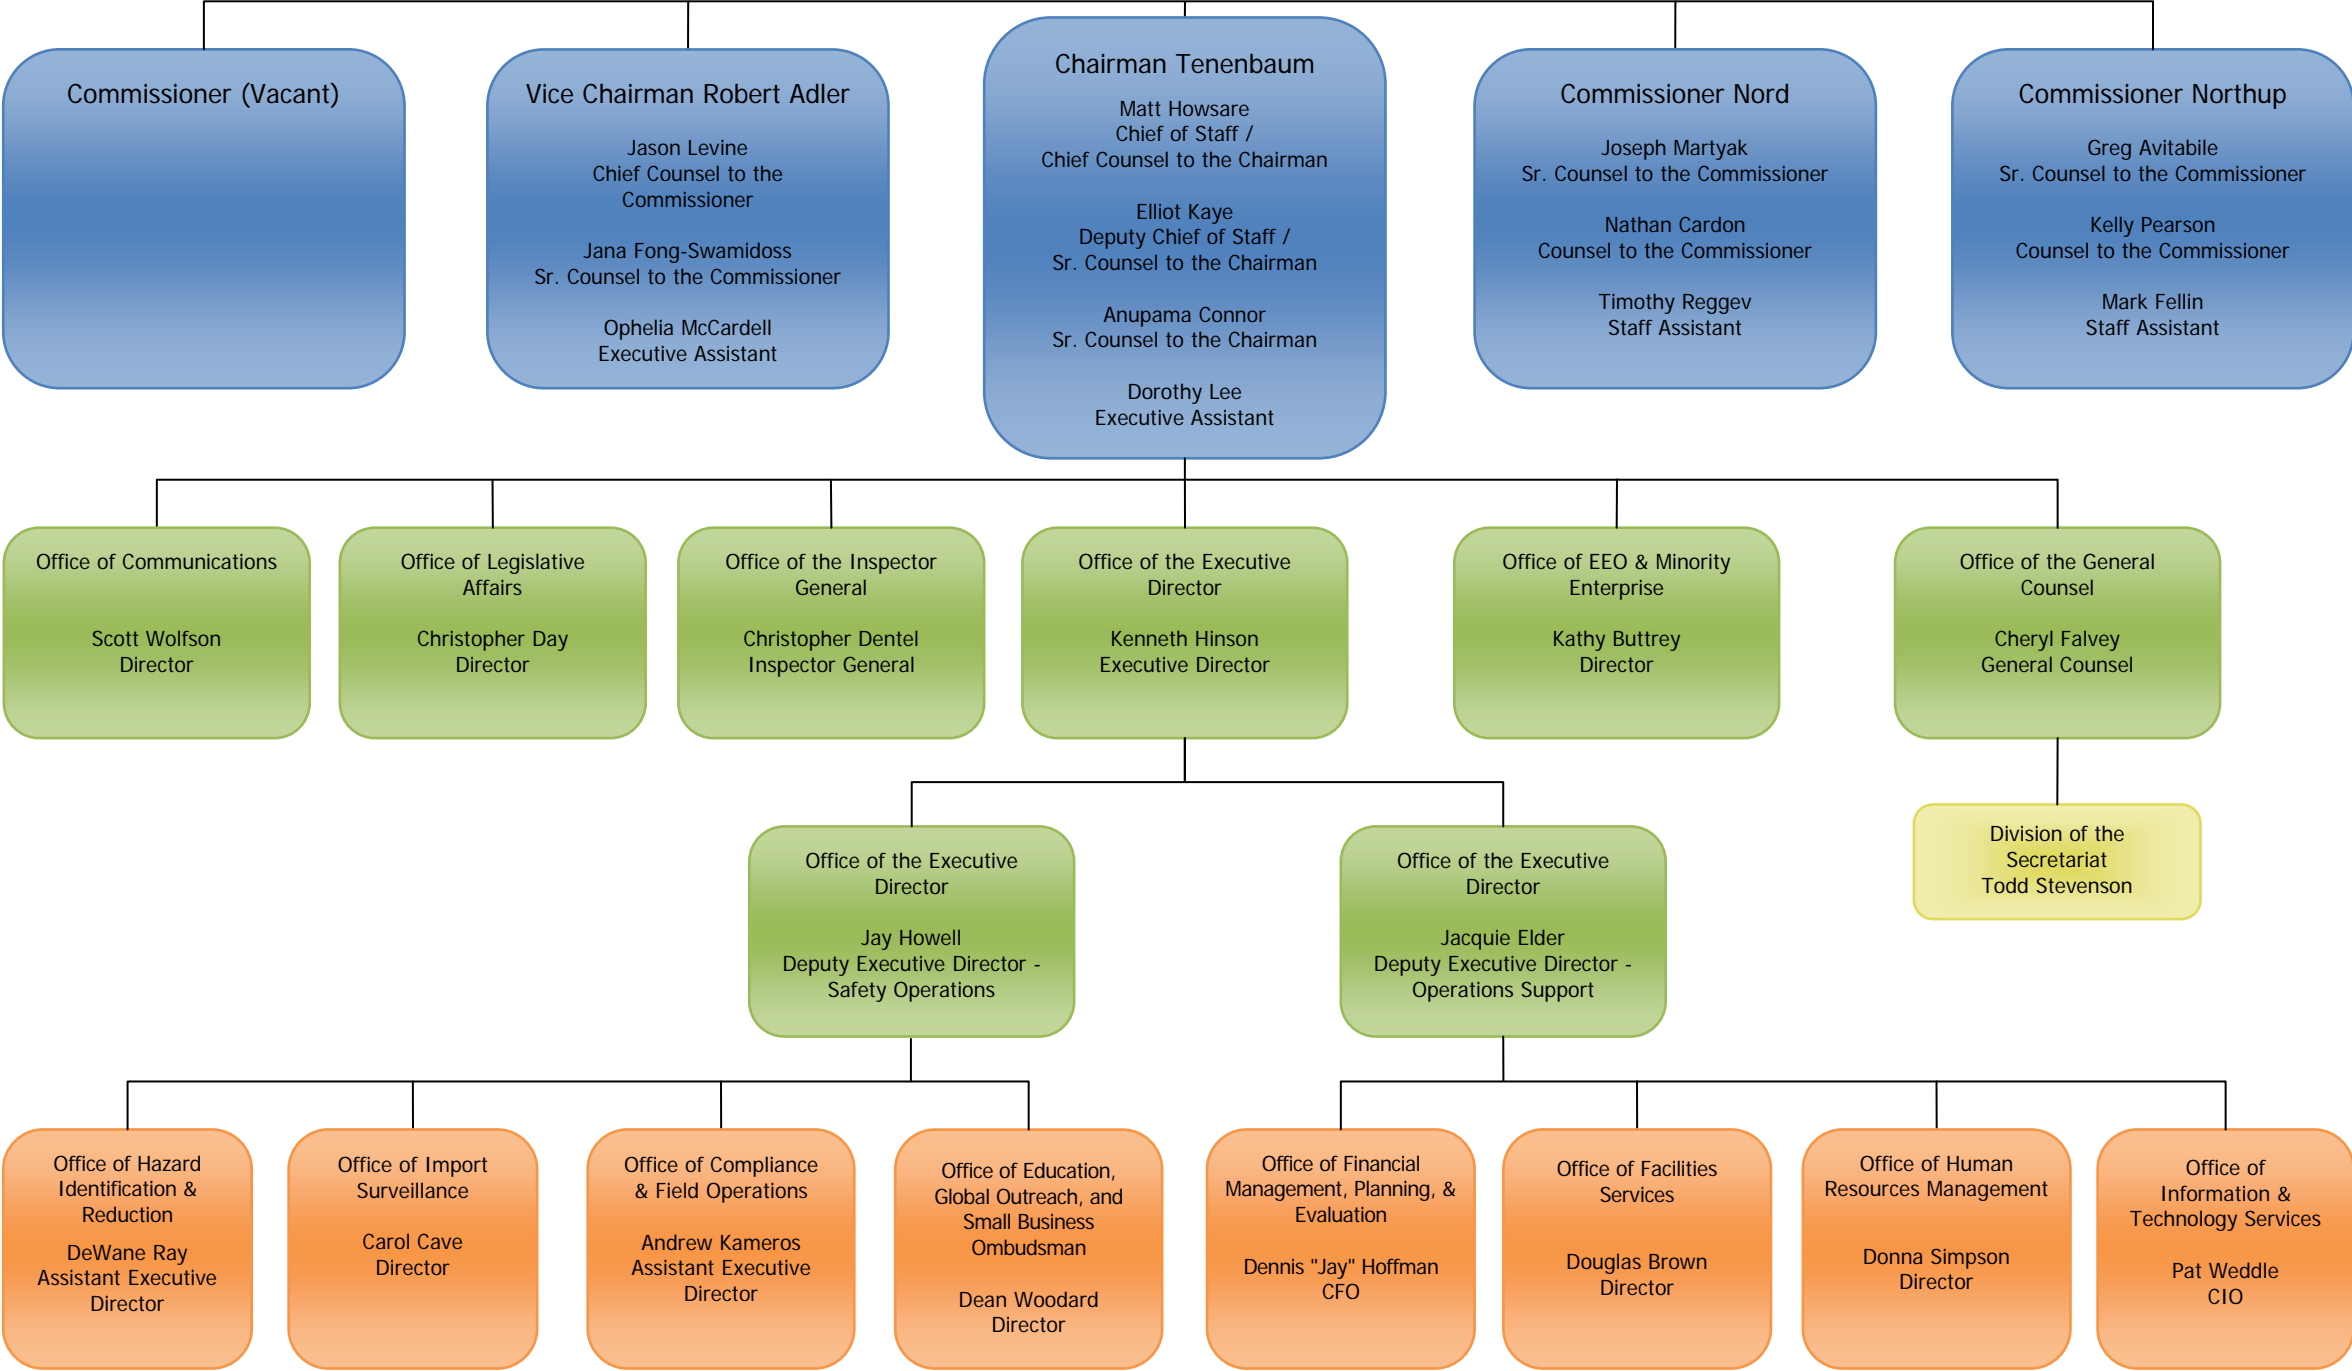 Commissioner (Vacant)
Vice Chairman Robert Adler
Jason Levine
Chief Counsel to the
Commissioner
Jana Fong-Swamidoss
Sr. Counsel to the Commissioner
Ophelia McCardell
Executive Assistant
Chairman Tenenbaum
Matt Howsare
Chief of Staff /
Chief Counsel to the Chairman
Elliot Kaye
Deputy Chief of Staff /
Sr. Counsel to the Chairman
Anupama Connor
Sr. Counsel to the Chairman
Dorothy Lee
Executive Assistant
Commissioner Nord
Joseph Martyak
Sr. Counsel to the Commissioner
Nathan Cardon
Counsel to the Commissioner
Timothy Reggev
Staff Assistant
Commissioner Northup
Greg Avitabile
Sr. Counsel to the Commissioner
Kelly Pearson
Counsel to the Commissioner
Mark Fellin
Staff Assistant
Office of Communications
Scott Wolfson
Director
Office of Legislative
Affairs
Christopher Day
Director
Office of the Inspector
General
Christopher Dentel
Inspector General
Office of the Executive
Director
Kenneth Hinson
Executive Director
Office of EEO & Minority
Enterprise
Kathy Buttrey
Director
Office of the General
Counsel
Cheryl Falvey
General Counsel
Office of the Executive
Director
Jay Howell
Deputy Executive Director -
Safety Operations
Office of the Executive
Director
Jacquie Elder
Deputy Executive Director -
Operations Support
Division of the
Secretariat
Todd Stevenson
Office of Hazard
Identification &
Reduction
DeWane Ray
Assistant Executive
Director
Office of Import
Surveillance
Carol Cave
Director
Office of Compliance
& Field Operations
Andrew Kameros
Assistant Executive
Director
Office of Education,
Global Outreach, and
Small Business
Ombudsman
Dean Woodard
Director
Office of Financial
Management, Planning, &
Evaluation
Dennis "Jay" Hoffman
CFO
Office of Facilities
Services
Douglas Brown
Director
Office of Human
Resources Management
Donna Simpson
Director
Office of
Information &
Technology Services
Pat Weddle
CIO